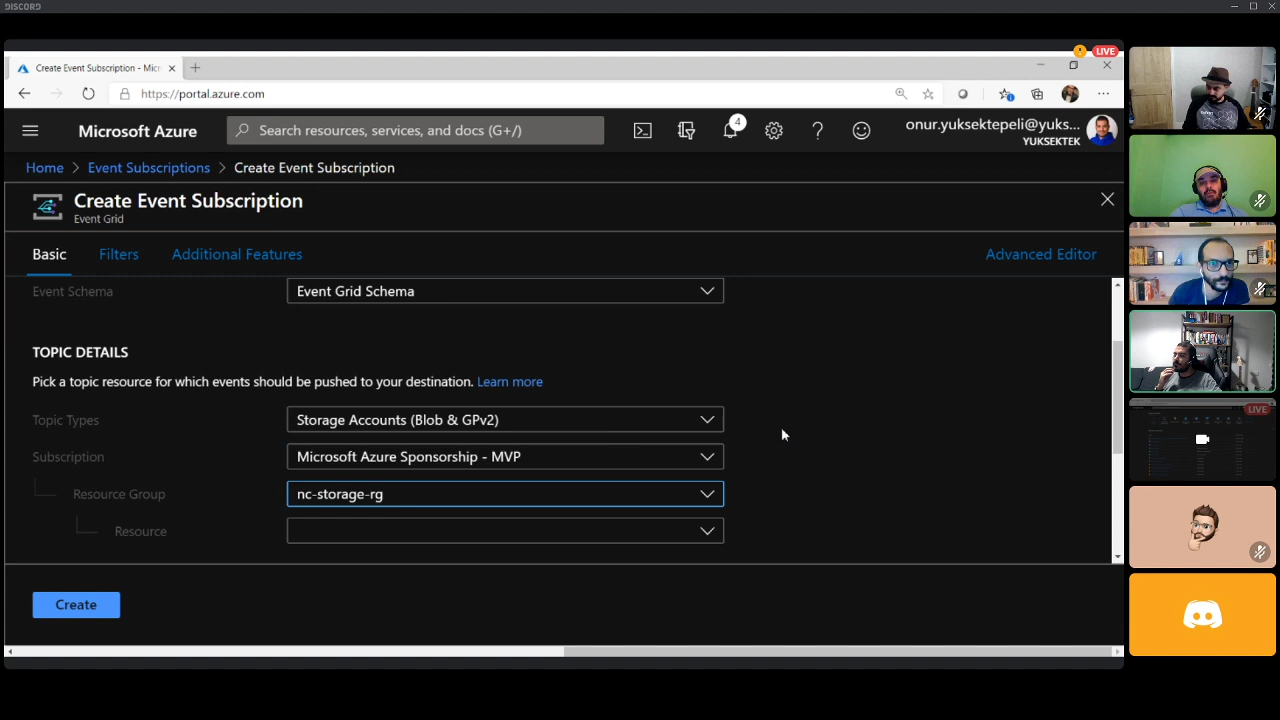 DISCORD
LIVE
Create Event Subscription - Micr
https://portal.azure.com
Microsoft Azure
Search resources, services, and docs (G+/)
4
onur.yuksektepeli@yuks...
YUKSEKTEK
Home > Event Subscriptions > Create Event Subscription
Create Event Subscription
Event Grid
Basic
Filters
Additional Features
Advanced Editor
Event Schema
Event Grid Schema
TOPIC DETAILS
Pick a topic resource for which events should be pushed to your destination. Learn more
Topic Types
Storage Accounts (Blob & GPv2)
Subscription
Microsoft Azure Sponsorship - MVP
Resource Group
nc-storage-rg
Resource
Create
LIVE